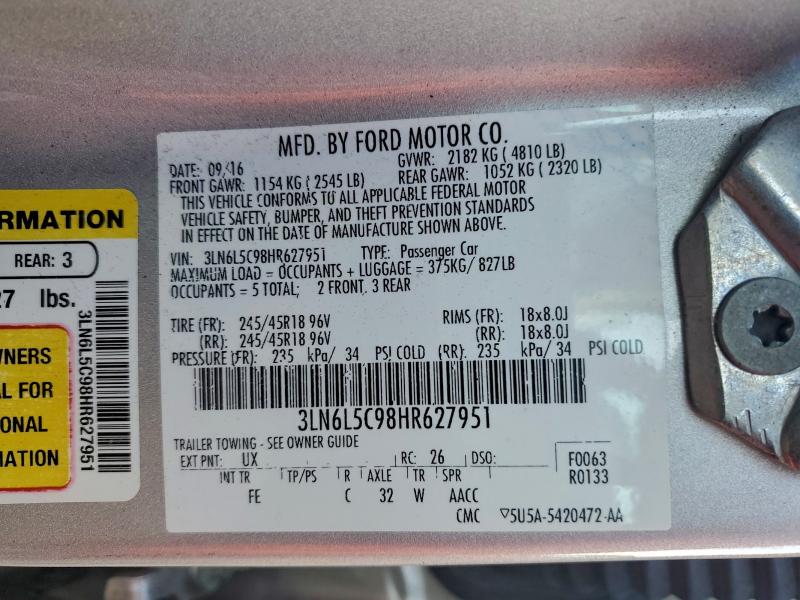 MFD. BY FORD MOTOR CO.
DATE: 09/16 GVWR: 2182 KG ( 4810 LB)
FRONT GAWR: 1154 KG ( 2545 LB) REAR GAWR: 1052 KG ( 2320 LB)
THIS VEHICLE CONFORMS TO ALL APPLICABLE FEDERAL MOTOR
VEHICLE SAFETY, BUMPER, AND THEFT PREVENTION STANDARDS
IN EFFECT ON THE DATE OF MANUFACTURE SHOWN ABOVE.
VIN: 3LN6L5C98HR627951 TYPE: Passenger Car
MAXIMUM LOAD = OCCUPANTS + LUGGAGE = 375KG/ 827LB
OCCUPANTS = 5 TOTAL; 2 FRONT, 3 REAR
TIRE (FR): 245/45R18 96V RIMS (FR): 18x8.0J
(RR): 245/45R18 96V (RR): 18x8.0J
PRESSURE (FR): 235 kPa/ 34 PSI COLD (RR): 235 kPa/ 34 PSI COLD
3LN6L5C98HR627951
TRAILER TOWING - SEE OWNER GUIDE
EXT PNT: UX RC: 26 DSO: F0063
R0133
INT TR TP/PS R AXLE TR SPR
FE C 32 W AACC
CMC ▽5U5A-5420472-AA
RMATION
REAR: 3
27 lbs.
WNERS
AL FOR
IONAL
MATION
3LN6L5C98HR627951